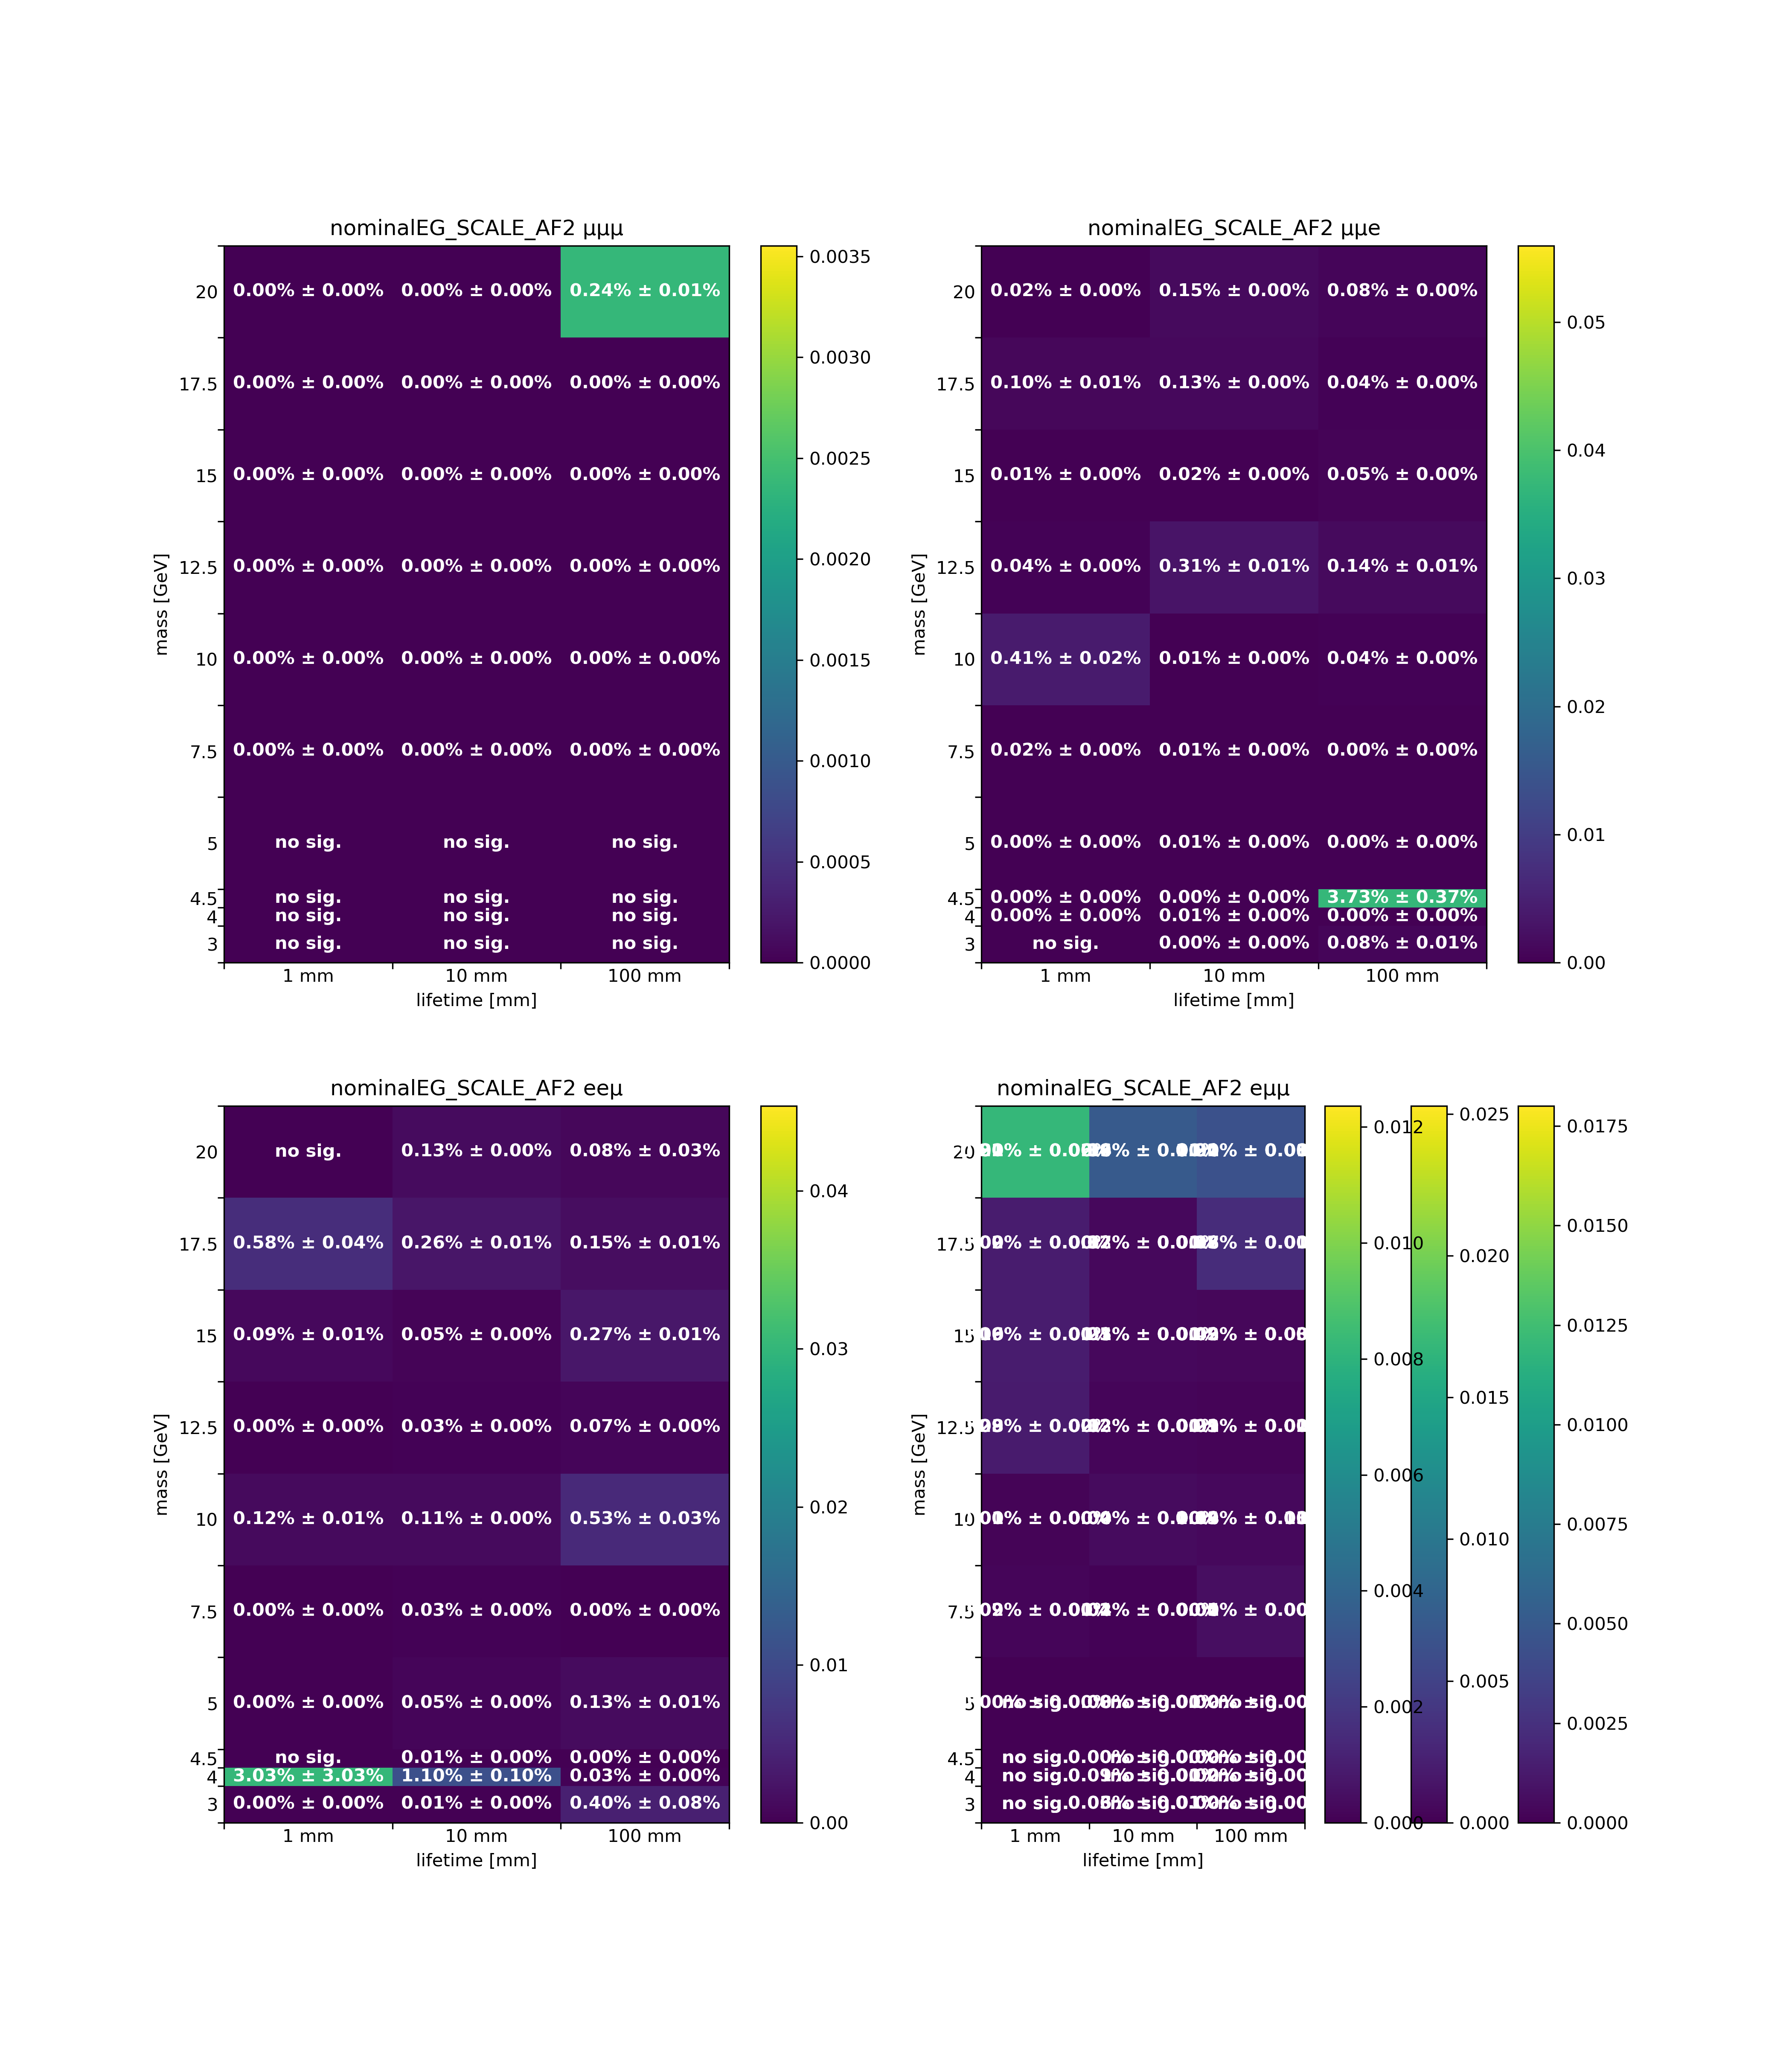 nominalEG_SCALE_AF2 μμμ
20 0.00% ± 0.00% 0.00% ± 0.00% 0.24% ± 0.01%
17.5 0.00% ± 0.00% 0.00% ± 0.00% 0.00% ± 0.00%
15 0.00% ± 0.00% 0.00% ± 0.00% 0.00% ± 0.00%
12.5 0.00% ± 0.00% 0.00% ± 0.00% 0.00% ± 0.00%
10 0.00% ± 0.00% 0.00% ± 0.00% 0.00% ± 0.00%
7.5 0.00% ± 0.00% 0.00% ± 0.00% 0.00% ± 0.00%
5 no sig. no sig. no sig.
4.5 no sig. no sig. no sig.
4 no sig. no sig. no sig.
3 no sig. no sig. no sig.
1 mm 10 mm 100 mm
lifetime [mm]
mass [GeV]
0.0035
0.0030
0.0025
0.0020
0.0015
0.0010
0.0005
0.0000
nominalEG_SCALE_AF2 μμe
20 0.02% ± 0.00% 0.15% ± 0.00% 0.08% ± 0.00%
17.5 0.10% ± 0.01% 0.13% ± 0.00% 0.04% ± 0.00%
15 0.01% ± 0.00% 0.02% ± 0.00% 0.05% ± 0.00%
12.5 0.04% ± 0.00% 0.31% ± 0.01% 0.14% ± 0.01%
10 0.41% ± 0.02% 0.01% ± 0.00% 0.04% ± 0.00%
7.5 0.02% ± 0.00% 0.01% ± 0.00% 0.00% ± 0.00%
5 0.00% ± 0.00% 0.01% ± 0.00% 0.00% ± 0.00%
4.5 0.00% ± 0.00% 0.00% ± 0.00% 3.73% ± 0.37%
4 0.00% ± 0.00% 0.01% ± 0.00% 0.00% ± 0.00%
3 no sig. 0.00% ± 0.00% 0.08% ± 0.01%
1 mm 10 mm 100 mm
lifetime [mm]
mass [GeV]
0.05
0.04
0.03
0.02
0.01
0.00
nominalEG_SCALE_AF2 eeμ
20 no sig. 0.13% ± 0.00% 0.08% ± 0.03%
17.5 0.58% ± 0.04% 0.26% ± 0.01% 0.15% ± 0.01%
15 0.09% ± 0.01% 0.05% ± 0.00% 0.27% ± 0.01%
12.5 0.00% ± 0.00% 0.03% ± 0.00% 0.07% ± 0.00%
10 0.12% ± 0.01% 0.11% ± 0.00% 0.53% ± 0.03%
7.5 0.00% ± 0.00% 0.03% ± 0.00% 0.00% ± 0.00%
5 0.00% ± 0.00% 0.05% ± 0.00% 0.13% ± 0.01%
4.5 no sig. 0.01% ± 0.00% 0.00% ± 0.00%
4 3.03% ± 3.03% 1.10% ± 0.10% 0.03% ± 0.00%
3 0.00% ± 0.00% 0.01% ± 0.00% 0.40% ± 0.08%
1 mm 10 mm 100 mm
lifetime [mm]
mass [GeV]
0.04
0.03
0.02
0.01
0.00
nominalEG_SCALE_AF2 eμμ
20
17.5
15
12.5
10
7.5
5
4.5 no sig.
4 no sig.
3 no sig.
1 mm 10 mm 100 mm
lifetime [mm]
mass [GeV]
0.012
0.010
0.008
0.006
0.004
0.002
0.000
0.025
0.020
0.015
0.010
0.005
0.000
0.0175
0.0150
0.0125
0.0100
0.0075
0.0050
0.0025
0.0000